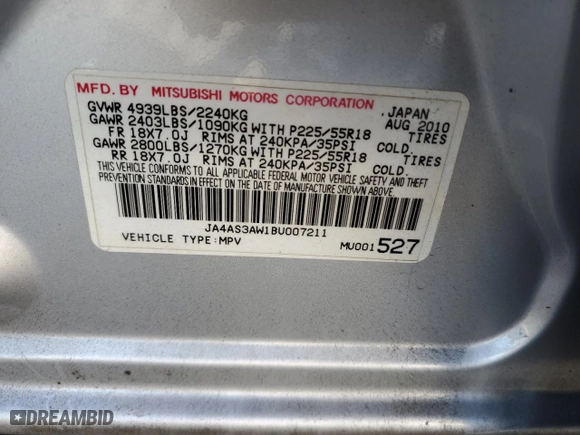 MFD. BY MITSUBISHI MOTORS CORPORATION
GVWR 4939LBS/2240KG JAPAN
GAWR 2403LBS/1090KG WITH P225/55R18 AUG 2010 TIRES
FR 18X7.0J RIMS AT 240KPA/35PSI COLD.
GAWR 2800LBS/1270KG WITH P225/55R18 TIRES
RR 18X7.0J RIMS AT 240KPA/35PSI COLD.
THIS VEHICLE CONFORMS TO ALL APPLICABLE FEDERAL MOTOR VEHICLE SAFETY AND THEFT
PREVENTION STANDARDS IN EFFECT ON THE DATE OF MANUFACTURE SHOWN ABOVE.
JA4AS3AW1BU007211
VEHICLE TYPE:MPV MU001527
DREAMBID